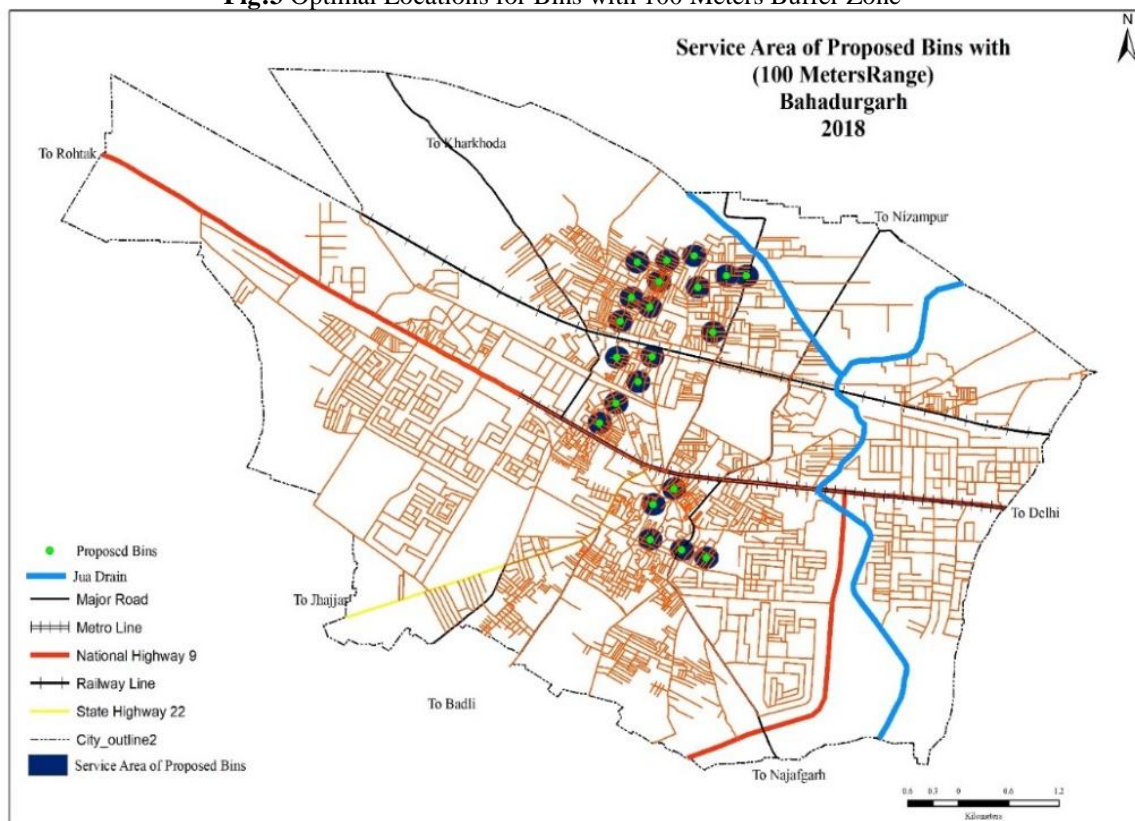 Fig.3 Optimal Locations for Bins with 100 Meters Buffer Zone
N
Service Area of Proposed Bins with
(100 MetersRange)
Bahadurgarh
2018
To Kharkhoda
To Rohtak
To Nizampur
To Delhi
Proposed Bins
Jua Drain
Major Road
To Jhajjar
Metro Line
National Highway 9
Railway Line
To Badli
State Highway 22
City_outline2
Service Area of Proposed Bins
To Najafgarh
0.6 0.3 0 0.6 1.2
Kilometers